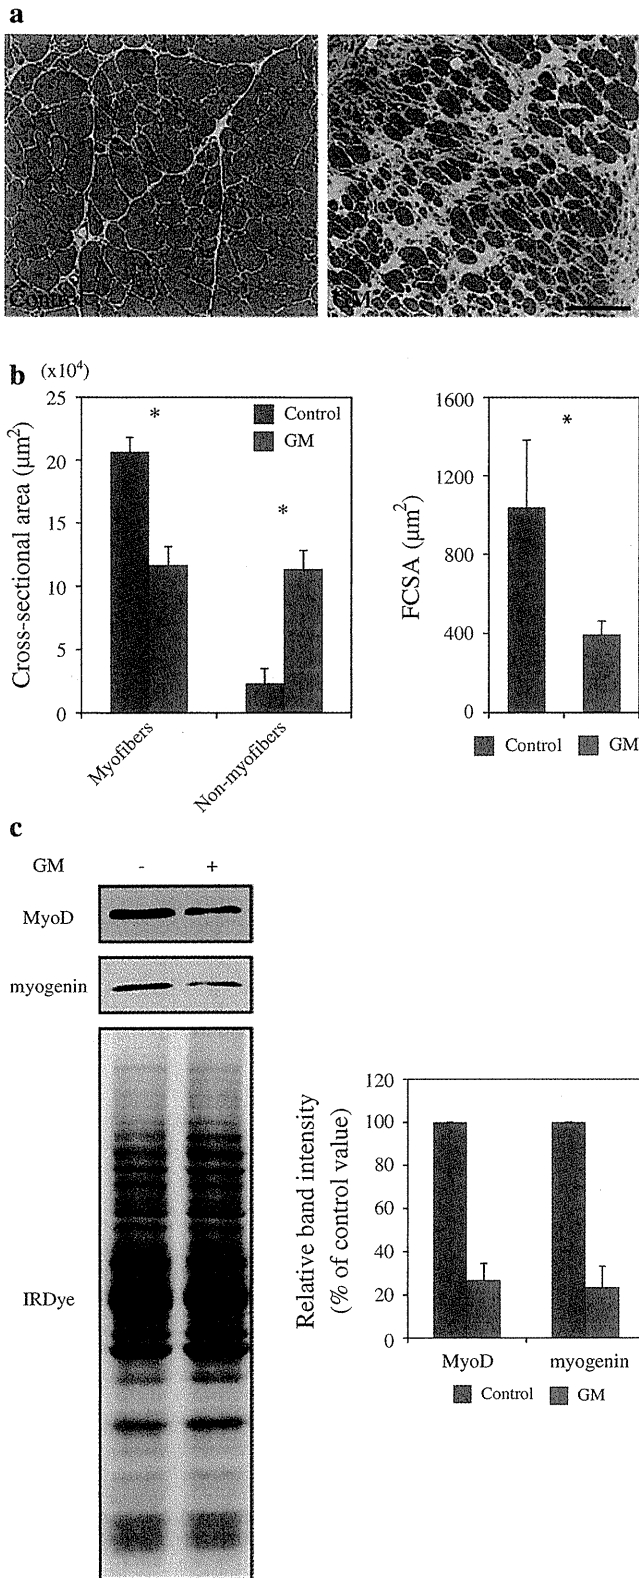 a
Control
GM
b
(x10⁴)
Cross-sectional area (μm²)
25
20
15
10
5
0
*
*
Control
GM
Myofibers
Non-myofibers
FCSA (μm²)
1600
1200
800
400
0
*
Control GM
c
GM - +
MyoD
myogenin
IRDye
Relative band intensity
(% of control value)
120
100
80
60
40
20
0
MyoD myogenin
Control GM